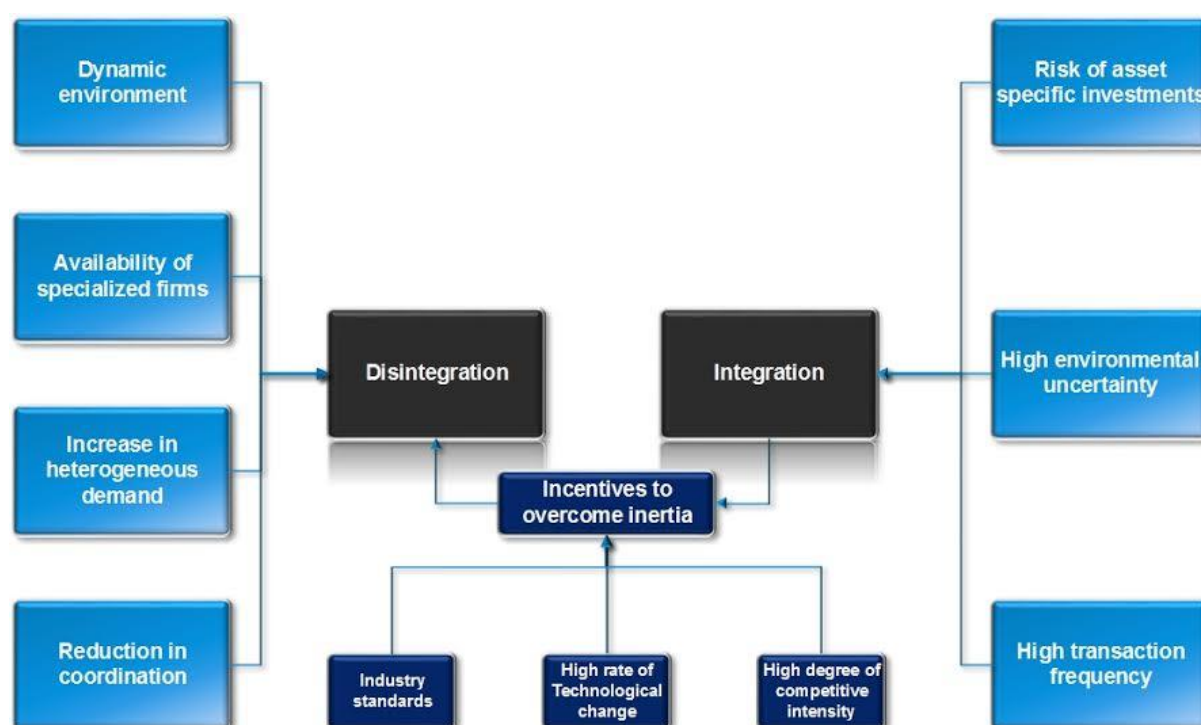 Dynamic
environment
Availability of
specialized firms
Increase in
heterogeneous
demand
Reduction in
coordination
Disintegration
Integration
Incentives to
overcome inertia
Industry
standards
High rate of
Technological
change
High degree of
competitive
intensity
Risk of asset
specific investments
High environmental
uncertainty
High transaction
frequency